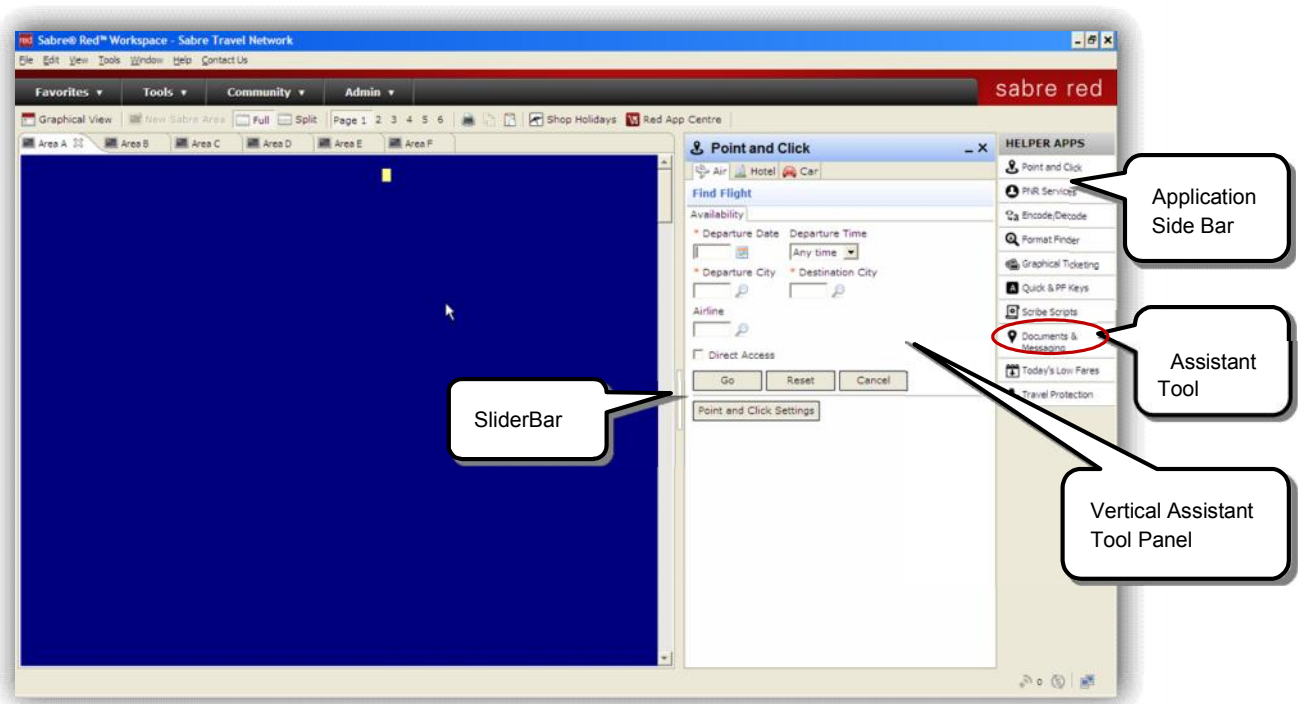 red Sabre® Red™ Workspace - Sabre Travel Network
File Edit View Tools Window Help Contact Us
Favorites Tools Community Admin
sabre red
Graphical View New Sabre Area Full Split Page 1 2 3 4 5 6 Shop Holidays Red App Centre
Area A Area B Area C Area D Area E Area F
Point and Click
Air Hotel Car
Find Flight
Availability
* Departure Date Departure Time
Any time
* Departure City * Destination City
Airline
Direct Access
Go Reset Cancel
Point and Click Settings
HELPER APPS
Point and Click
PNR Services
Encode/Decode
Format Finder
Graphical Ticketing
Quick & PF Keys
Scribe Scripts
Documents &
Messaging
Today's Low Fares
Travel Protection
Application
Side Bar
Assistant
Tool
SliderBar
Vertical Assistant
Tool Panel
0